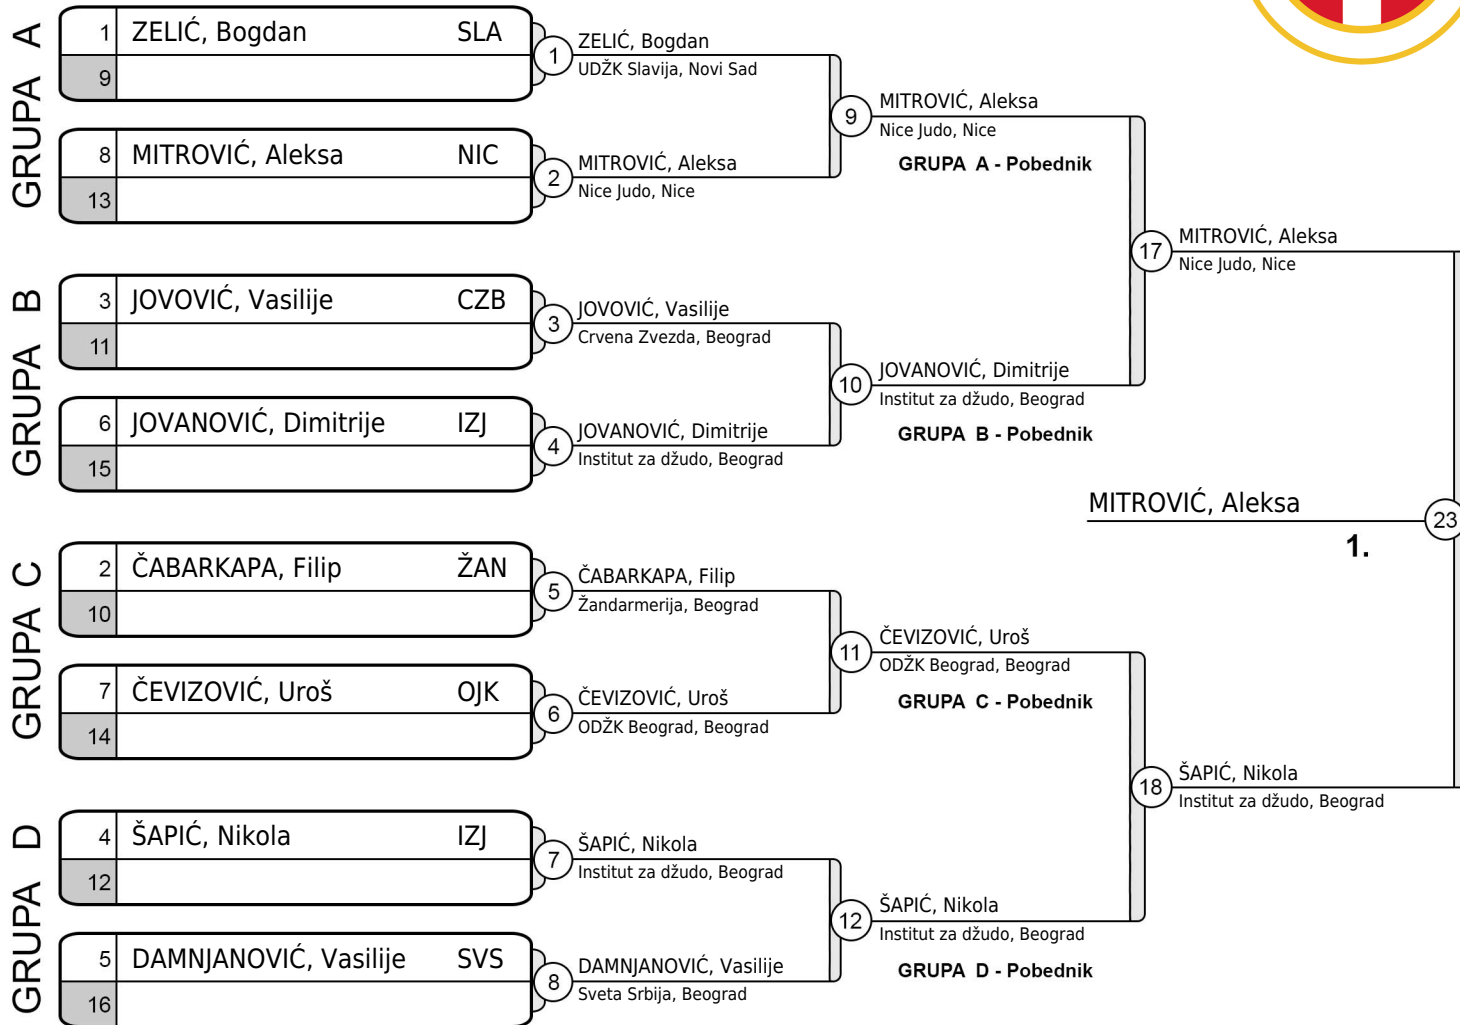 GRUPA A
1 ZELIĆ, Bogdan SLA
9
8 MITROVIĆ, Aleksa NIC
13
1
ZELIĆ, Bogdan
UDŽK Slavija, Novi Sad
2
MITROVIĆ, Aleksa
Nice Judo, Nice
9
MITROVIĆ, Aleksa
Nice Judo, Nice
GRUPA A - Pobednik
GRUPA B
3 JOVOVIĆ, Vasilije CZB
11
6 JOVANOVIĆ, Dimitrije IZJ
15
3
JOVOVIĆ, Vasilije
Crvena Zvezda, Beograd
4
JOVANOVIĆ, Dimitrije
Institut za džudo, Beograd
10
JOVANOVIĆ, Dimitrije
Institut za džudo, Beograd
GRUPA B - Pobednik
17
MITROVIĆ, Aleksa
Nice Judo, Nice
MITROVIĆ, Aleksa
23
1.
GRUPA C
2 ČABARKAPA, Filip ŽAN
10
7 ČEVIZOVIĆ, Uroš OJK
14
5
ČABARKAPA, Filip
Žandarmerija, Beograd
6
ČEVIZOVIĆ, Uroš
ODŽK Beograd, Beograd
11
ČEVIZOVIĆ, Uroš
ODŽK Beograd, Beograd
GRUPA C - Pobednik
GRUPA D
4 ŠAPIĆ, Nikola IZJ
12
5 DAMNJANOVIĆ, Vasilije SVS
16
7
ŠAPIĆ, Nikola
Institut za džudo, Beograd
8
DAMNJANOVIĆ, Vasilije
Sveta Srbija, Beograd
12
ŠAPIĆ, Nikola
Institut za džudo, Beograd
GRUPA D - Pobednik
18
ŠAPIĆ, Nikola
Institut za džudo, Beograd